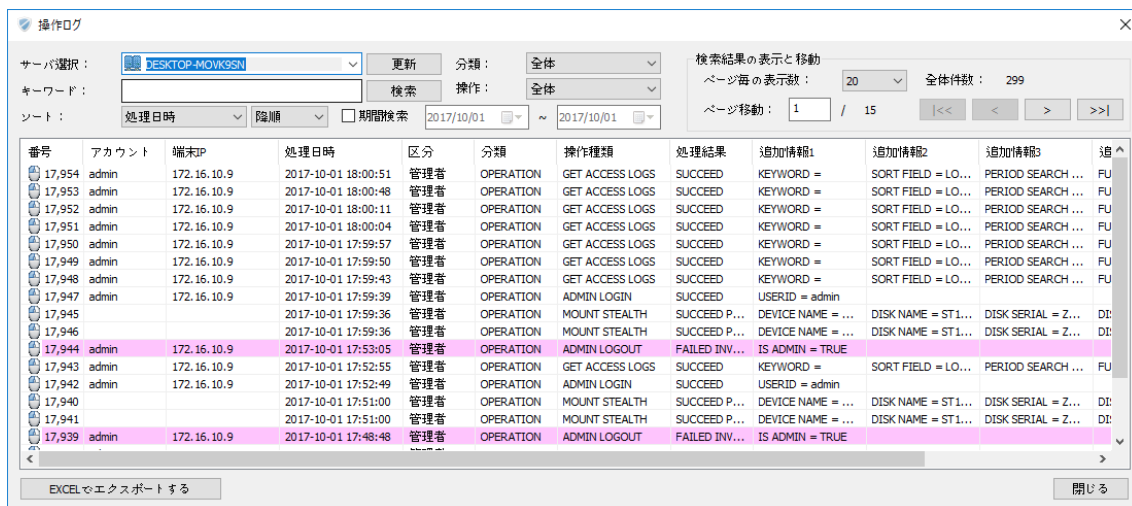 操作ログ
サーバ選択： DESKTOP-MOVK9SN 更新 分類： 全体
キーワード： 検索 操作： 全体
ソート： 処理日時 降順 期間検索 2017/10/01 ~ 2017/10/01
検索結果の表示と移動
ページ毎の表示数： 20 全体件数： 299
ページ移動： 1 / 15 |<< < > >>|
番号 アカウント 端末IP 処理日時 区分 分類 操作種類 処理結果 追加情報1 追加情報2 追加情報3 追
17,954 admin 172.16.10.9 2017-10-01 18:00:51 管理者 OPERATION GET ACCESS LOGS SUCCEED KEYWORD = SORT FIELD = LO... PERIOD SEARCH ... FU
17,953 admin 172.16.10.9 2017-10-01 18:00:48 管理者 OPERATION GET ACCESS LOGS SUCCEED KEYWORD = SORT FIELD = LO... PERIOD SEARCH ... FU
17,952 admin 172.16.10.9 2017-10-01 18:00:11 管理者 OPERATION GET ACCESS LOGS SUCCEED KEYWORD = SORT FIELD = LO... PERIOD SEARCH ... FU
17,951 admin 172.16.10.9 2017-10-01 18:00:04 管理者 OPERATION GET ACCESS LOGS SUCCEED KEYWORD = SORT FIELD = LO... PERIOD SEARCH ... FU
17,950 admin 172.16.10.9 2017-10-01 17:59:57 管理者 OPERATION GET ACCESS LOGS SUCCEED KEYWORD = SORT FIELD = LO... PERIOD SEARCH ... FU
17,949 admin 172.16.10.9 2017-10-01 17:59:50 管理者 OPERATION GET ACCESS LOGS SUCCEED KEYWORD = SORT FIELD = LO... PERIOD SEARCH ... FU
17,948 admin 172.16.10.9 2017-10-01 17:59:43 管理者 OPERATION GET ACCESS LOGS SUCCEED KEYWORD = SORT FIELD = LO... PERIOD SEARCH ... FU
17,947 admin 172.16.10.9 2017-10-01 17:59:39 管理者 OPERATION ADMIN LOGIN SUCCEED USERID = admin
17,945 2017-10-01 17:59:36 管理者 OPERATION MOUNT STEALTH SUCCEED P... DEVICE NAME = ... DISK NAME = ST1... DISK SERIAL = Z... DI
17,946 2017-10-01 17:59:36 管理者 OPERATION MOUNT STEALTH SUCCEED P... DEVICE NAME = ... DISK NAME = ST1... DISK SERIAL = Z... DI
17,944 admin 172.16.10.9 2017-10-01 17:53:05 管理者 OPERATION ADMIN LOGOUT FAILED INV... IS ADMIN = TRUE
17,943 admin 172.16.10.9 2017-10-01 17:52:55 管理者 OPERATION GET ACCESS LOGS SUCCEED KEYWORD = SORT FIELD = LO... PERIOD SEARCH ... FU
17,942 admin 172.16.10.9 2017-10-01 17:52:49 管理者 OPERATION ADMIN LOGIN SUCCEED USERID = admin
17,940 2017-10-01 17:51:00 管理者 OPERATION MOUNT STEALTH SUCCEED P... DEVICE NAME = ... DISK NAME = ST1... DISK SERIAL = Z... DI
17,941 2017-10-01 17:51:00 管理者 OPERATION MOUNT STEALTH SUCCEED P... DEVICE NAME = ... DISK NAME = ST1... DISK SERIAL = Z... DI
17,939 admin 172.16.10.9 2017-10-01 17:48:48 管理者 OPERATION ADMIN LOGOUT FAILED INV... IS ADMIN = TRUE
EXCELでエクスポートする 閉じる